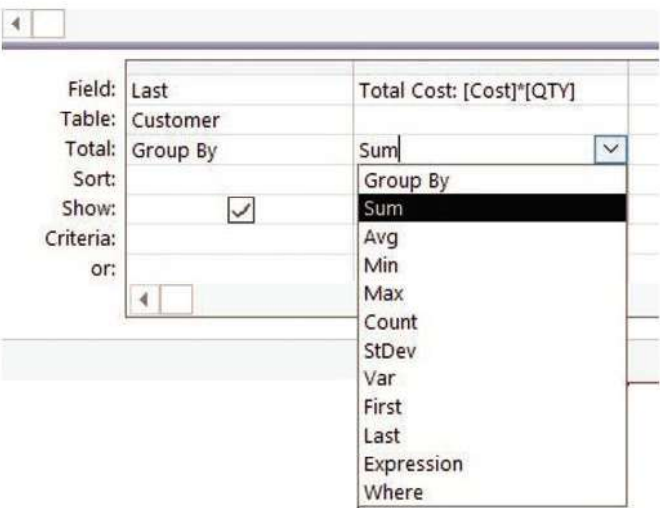 Field: Last Total Cost: [Cost]*[QTY]
Table: Customer
Total: Group By Sum
Sort:
Show:
Criteria:
or:
Group By
Sum
Avg
Min
Max
Count
StDev
Var
First
Last
Expression
Where